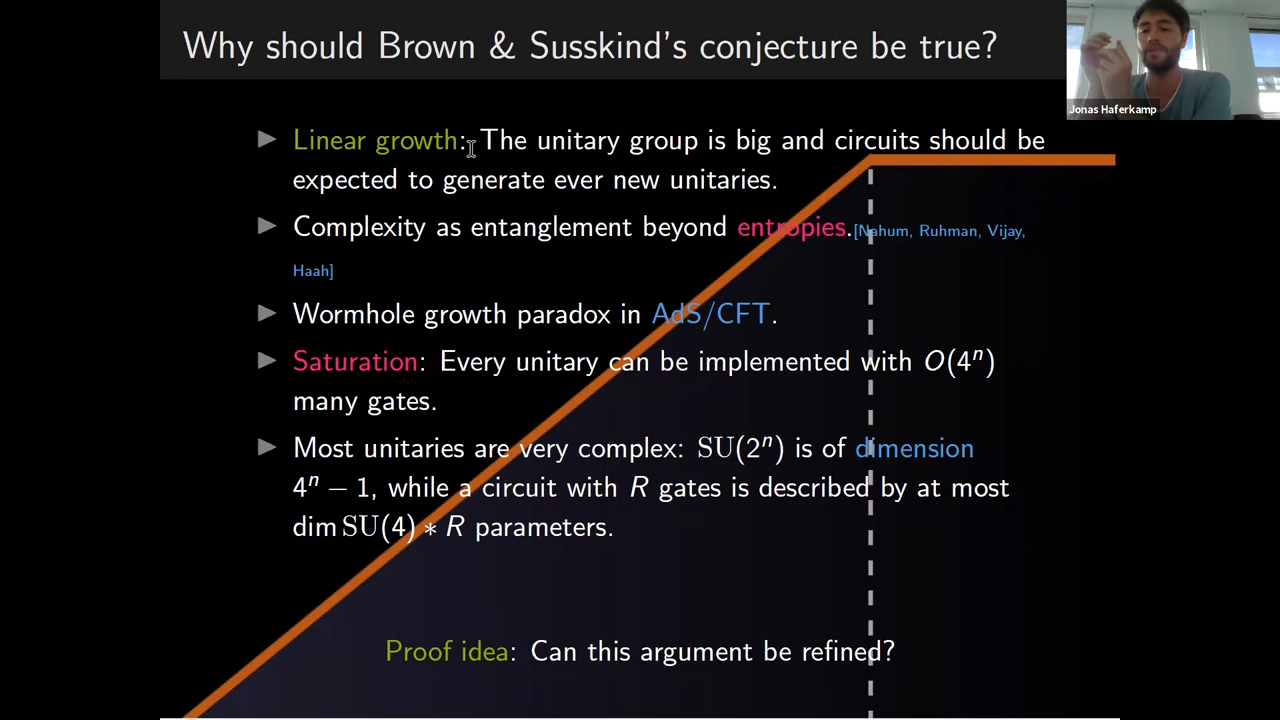 Why should Brown & Susskind's conjecture be true?
Jonas Haferkamp
Linear growth: The unitary group is big and circuits should be
expected to generate ever new unitaries.
Complexity as entanglement beyond entropies.[Nahum, Ruhman, Vijay,
Haah]
Wormhole growth paradox in AdS/CFT.
Saturation: Every unitary can be implemented with O(4ⁿ)
many gates.
Most unitaries are very complex: SU(2ⁿ) is of dimension
4ⁿ − 1, while a circuit with R gates is described by at most
dim SU(4) ∗ R parameters.
Proof idea: Can this argument be refined?